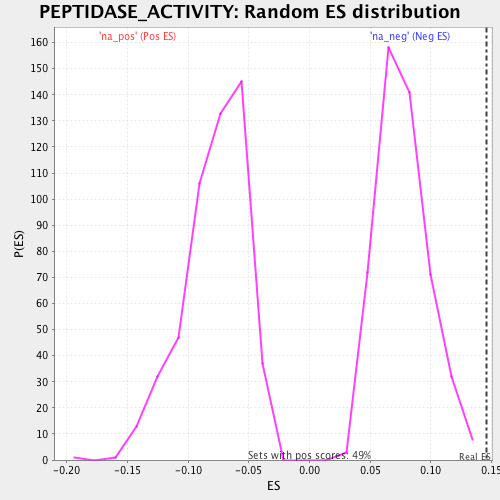 PEPTIDASE_ACTIVITY: Random ES distribution
'na_pos' (Pos ES) 'na_neg' (Neg ES)
160
150
140
130
120
110
100
90
80
70
60
50
40
30
20
10
0
P(ES)
Sets with pos scores: 49%
Real ES
-0.20 -0.15 -0.10 -0.05 0.00 0.05 0.10 0.15
ES